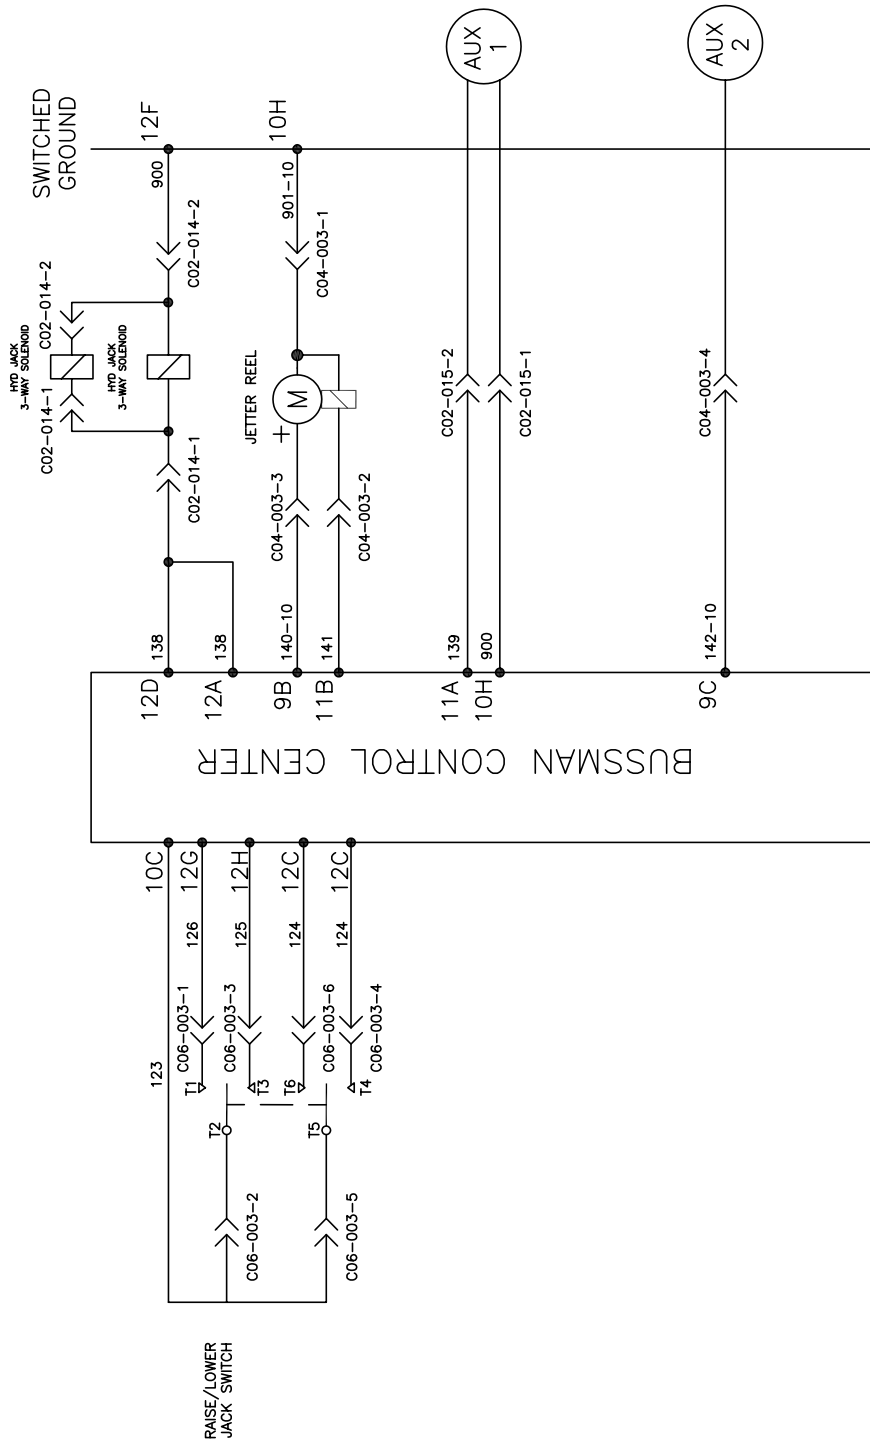 SWITCHED
GROUND
AUX
1
AUX
2
12F
10H
900
901-10
C02-014-2
C04-003-1
HYD JACK
3-WAY SOLENOID
C02-014-2
C02-014-1
HYD JACK
3-WAY SOLENOID
C02-014-1
JETTER REEL
M
+
C04-003-3
C04-003-2
C02-015-2
C02-015-1
C04-003-4
138
138
140-10
141
139
900
142-10
12D
12A
9B
11B
11A
10H
9C
BUSSMAN CONTROL CENTER
10C
12G
12H
12C
12C
123
126
125
124
124
C06-003-1
C06-003-3
C06-003-6
C06-003-4
T1
T3
T6
T4
T2
T5
C06-003-2
C06-003-5
RAISE/LOWER
JACK SWITCH